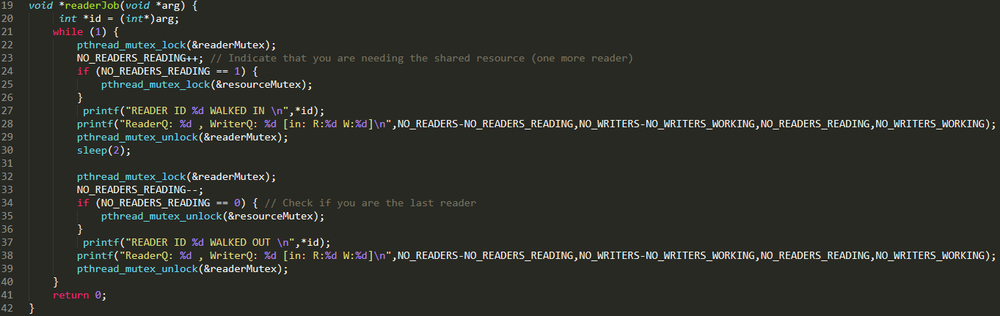 19 void *readerJob(void *arg) {
20      int *id = (int*)arg;
21     while (1) {
22         pthread_mutex_lock(&readerMutex);
23         NO_READERS_READING++; // Indicate that you are needing the shared resource (one more reader)
24         if (NO_READERS_READING == 1) {
25             pthread_mutex_lock(&resourceMutex);
26         }
27          printf("READER ID %d WALKED IN \n",*id);
28         printf("ReaderQ: %d , WriterQ: %d [in: R:%d W:%d]\n",NO_READERS-NO_READERS_READING,NO_WRITERS-NO_WRITERS_WORKING,NO_READERS_READING,NO_WRITERS_WORKING);
29         pthread_mutex_unlock(&readerMutex);
30         sleep(2);
31
32         pthread_mutex_lock(&readerMutex);
33         NO_READERS_READING--;
34         if (NO_READERS_READING == 0) { // Check if you are the last reader
35             pthread_mutex_unlock(&resourceMutex);
36         }
37          printf("READER ID %d WALKED OUT \n",*id);
38         printf("ReaderQ: %d , WriterQ: %d [in: R:%d W:%d]\n",NO_READERS-NO_READERS_READING,NO_WRITERS-NO_WRITERS_WORKING,NO_READERS_READING,NO_WRITERS_WORKING);
39         pthread_mutex_unlock(&readerMutex);
40     }
41     return 0;
42 }